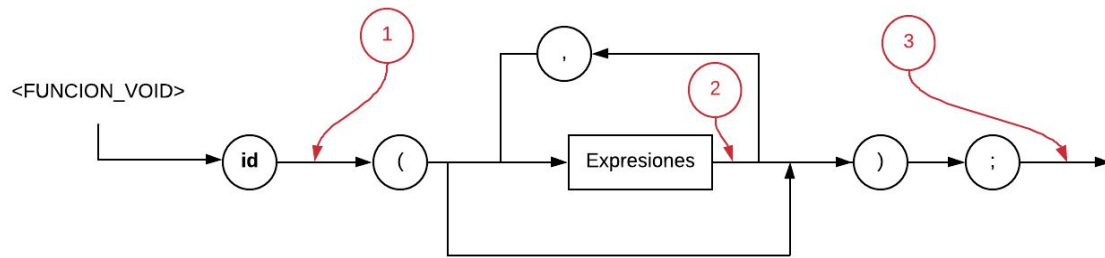 1
3
,
<FUNCION_VOID>
2
id
(
Expresiones
)
;